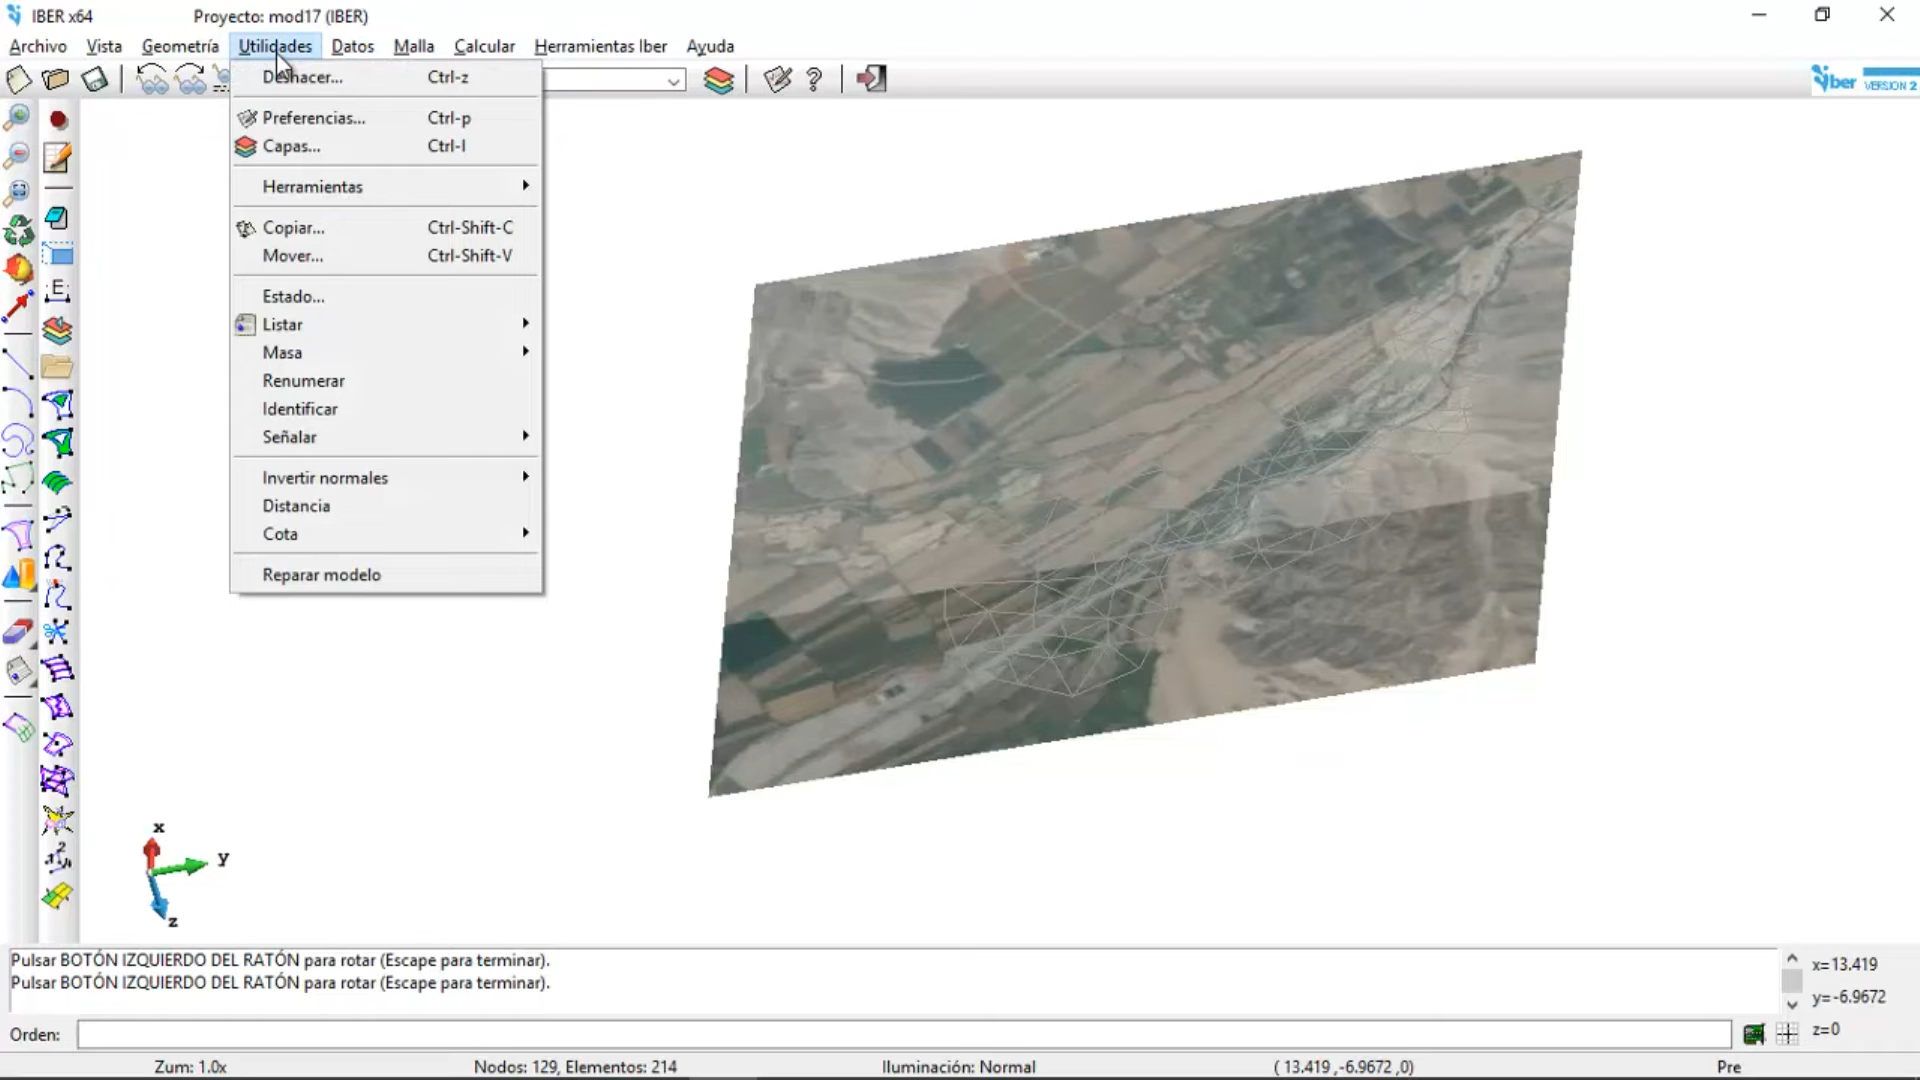 IBER x64 Proyecto: mod17 (IBER)
Archivo Vista Geometría Utilidades Datos Malla Calcular Herramientas Iber Ayuda
iber VERSION 2
Deshacer... Ctrl-z
Preferencias... Ctrl-p
Capas... Ctrl-l
Herramientas
Copiar... Ctrl-Shift-C
Mover... Ctrl-Shift-V
Estado...
Listar
Masa
Renumerar
Identificar
Señalar
Invertir normales
Distancia
Cota
Reparar modelo
x
y
z
Pulsar BOTÓN IZQUIERDO DEL RATÓN para rotar (Escape para terminar).
Pulsar BOTÓN IZQUIERDO DEL RATÓN para rotar (Escape para terminar).
x=13.419
y=-6.9672
z=0
Orden:
Zum: 1.0x Nodos: 129, Elementos: 214 Iluminación: Normal ( 13.419 ,-6.9672 ,0) Pre